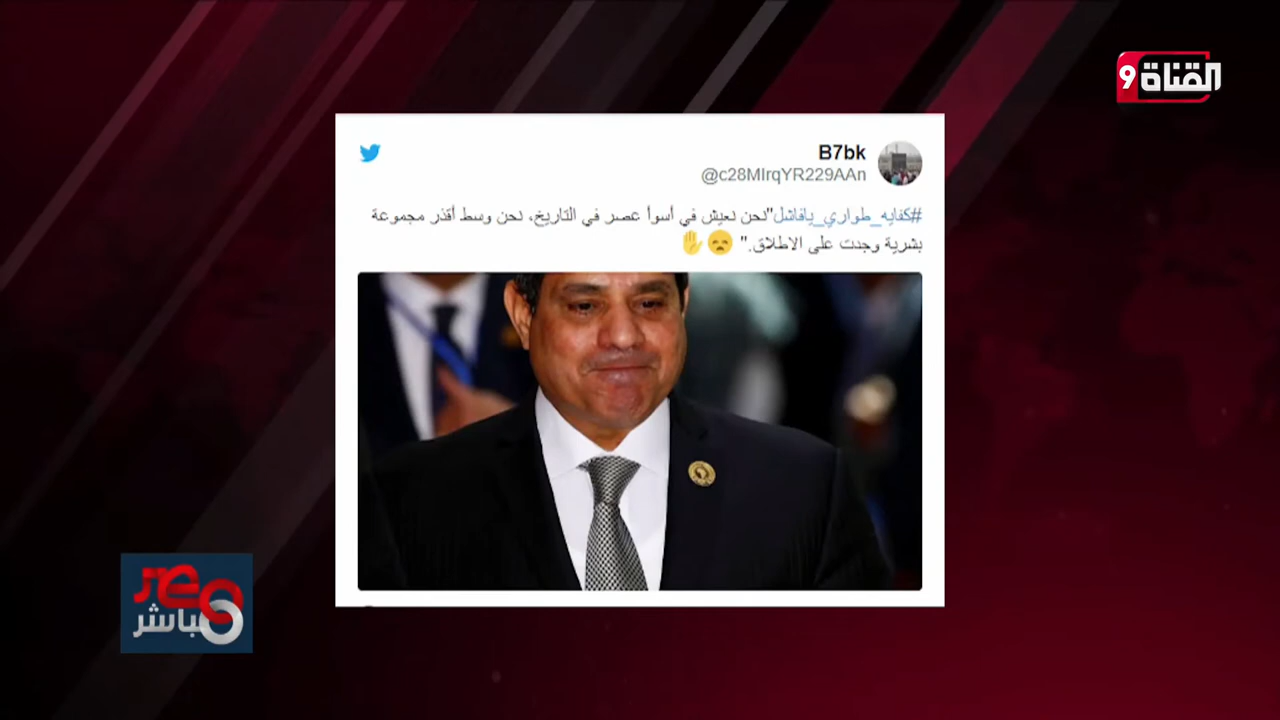 القناة 9
B7bk
@c28MIrqYR229AAn
#كفايه_طواري_يافاشل"نحن نعيش في أسوأ عصر في التاريخ، نحن وسط أقذر مجموعة
بشرية وجدت على الاطلاق." 😞✋
مصر
مباشر